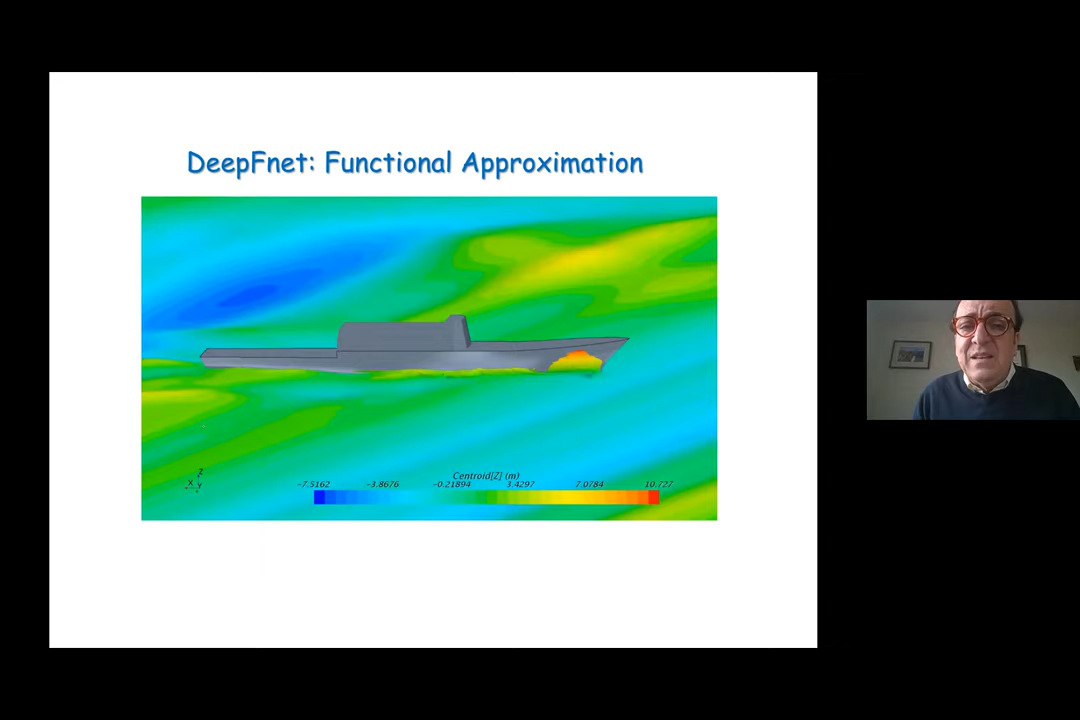 DeepFnet: Functional Approximation
Z
X Y
Centroid[Z] (m)
-7.5162 -3.8676 -0.21894 3.4297 7.0784 10.727